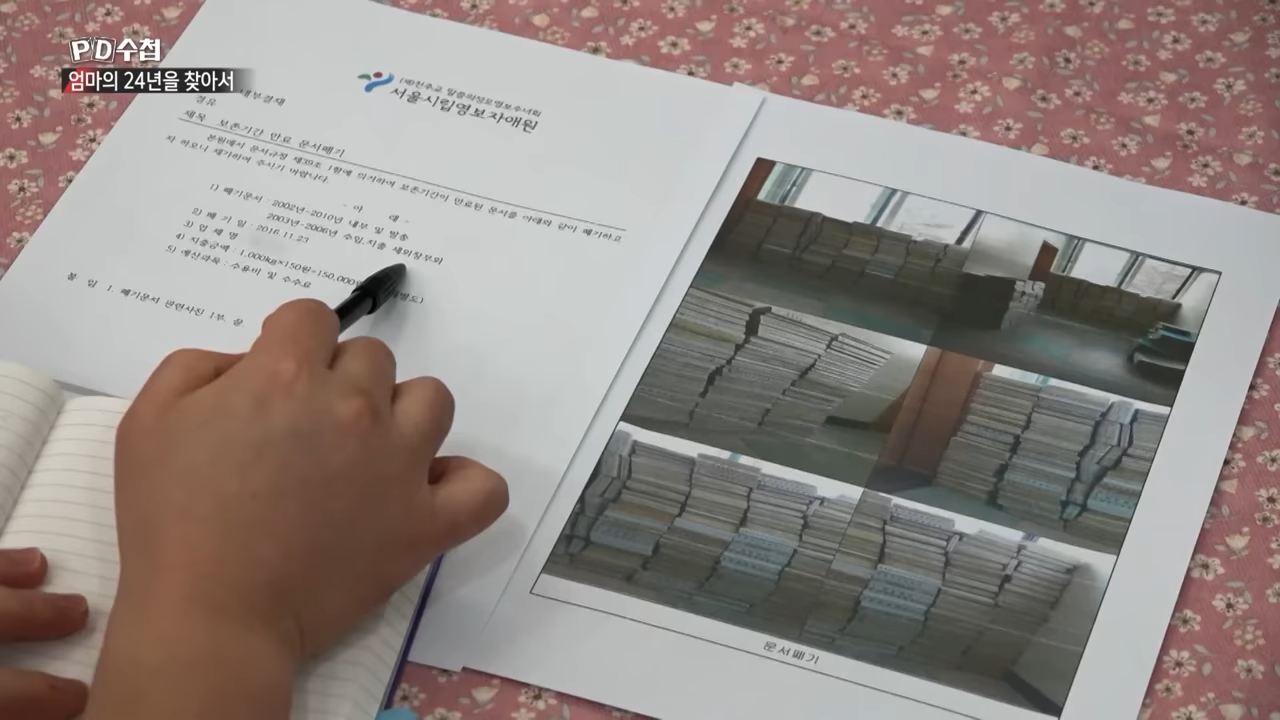 PD수첩
엄마의 24년을 찾아서
내부결재
경유
(재)천주교 말씀의성모영보수녀회
서울시립영보자애원
제목 보존기간 만료 문서폐기
본원에서 문서규정 제39조 1항에 의거하여 보존기간이 만료된 문서를 아래와 같이 폐기하고
자 하오니 재가하여 주시기 바랍니다.
- 아 래 -
1) 폐기문서 : 2002년-2010년 내부 및 발송
2003년-2006년 수입,지출 제외장부외
2) 폐 기 일 : 2016.11.23
3) 업 체 명
4) 지출금액 : 1,000kg*150원=150,000
5) 예산과목 : 수용비 및 수수료
붙 임 1. 폐기문서 관련사진 1부. 끝.
문서폐기